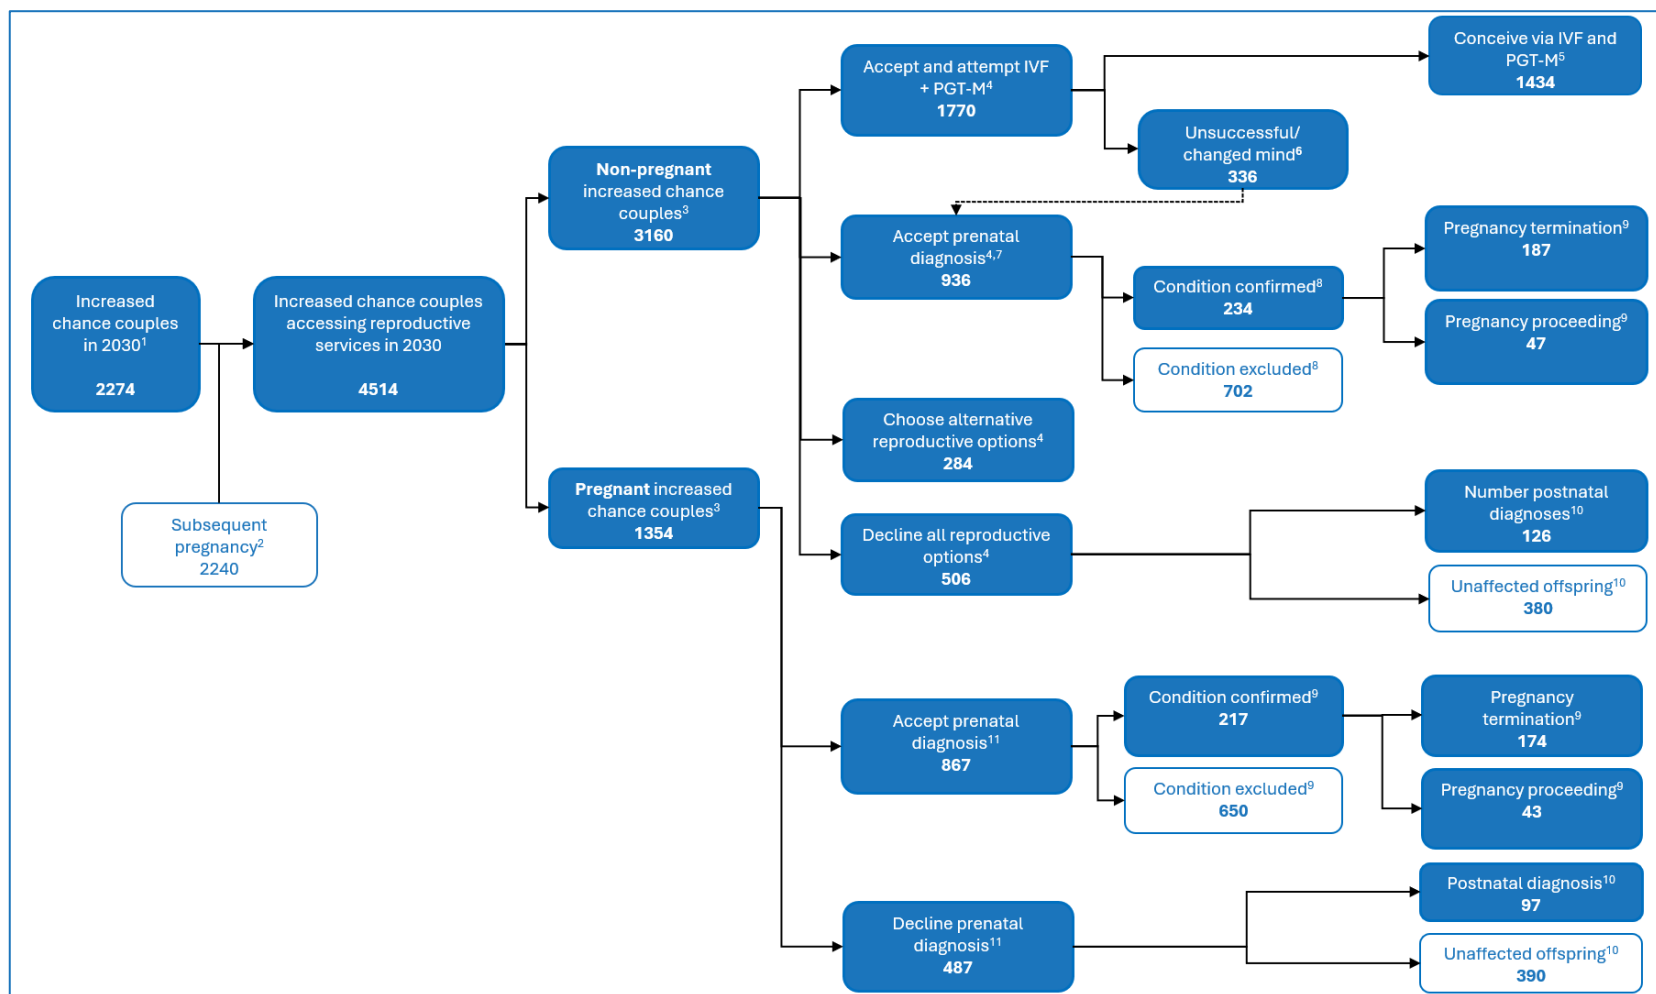 Increased
chance couples
in 2030¹
2274
Subsequent
pregnancy²
2240
Increased chance couples
accessing reproductive
services in 2030
4514
Non-pregnant
increased chance
couples³
3160
Pregnant increased
chance couples³
1354
Accept and attempt IVF
+ PGT-M⁴
1770
Conceive via IVF and
PGT-M⁵
1434
Unsuccessful/
changed mind⁶
336
Accept prenatal
diagnosis⁴,⁷
936
Condition confirmed⁸
234
Condition excluded⁸
702
Pregnancy termination⁹
187
Pregnancy proceeding⁹
47
Choose alternative
reproductive options⁴
284
Decline all reproductive
options⁴
506
Number postnatal
diagnoses¹⁰
126
Unaffected offspring¹⁰
380
Accept prenatal
diagnosis¹¹
867
Condition confirmed⁹
217
Condition excluded⁹
650
Pregnancy
termination⁹
174
Pregnancy proceeding⁹
43
Decline prenatal
diagnosis¹¹
487
Postnatal diagnosis¹⁰
97
Unaffected offspring¹⁰
390